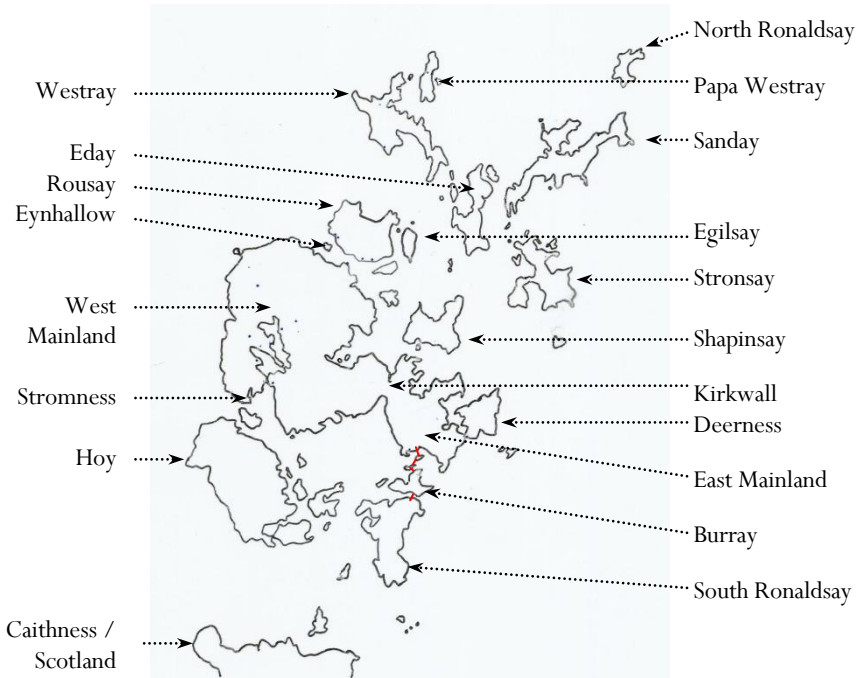 Westray
Eday
Rousay
Eynhallow
West
Mainland
Stromness
Hoy
Caithness /
Scotland
North Ronaldsay
Papa Westray
Sanday
Egilsay
Stronsay
Shapinsay
Kirkwall
Deerness
East Mainland
Burray
South Ronaldsay